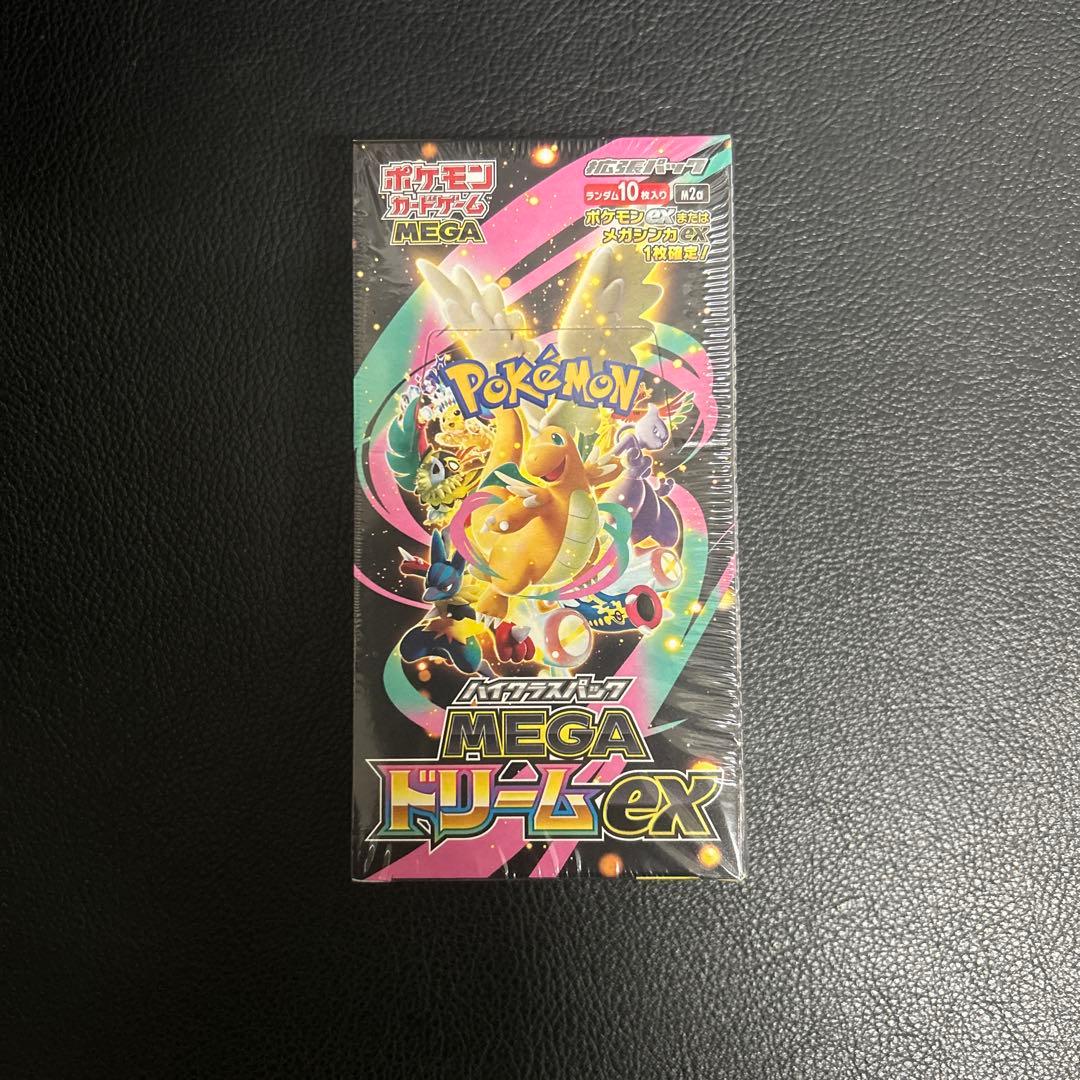 ポケモン
カードゲーム
MEGA
拡張パック
ランダム10枚入り M2a
ポケモンexまたは
メガシンカex
1枚確定!
POKéMON
ハイクラスパック
MEGA
ドリームex